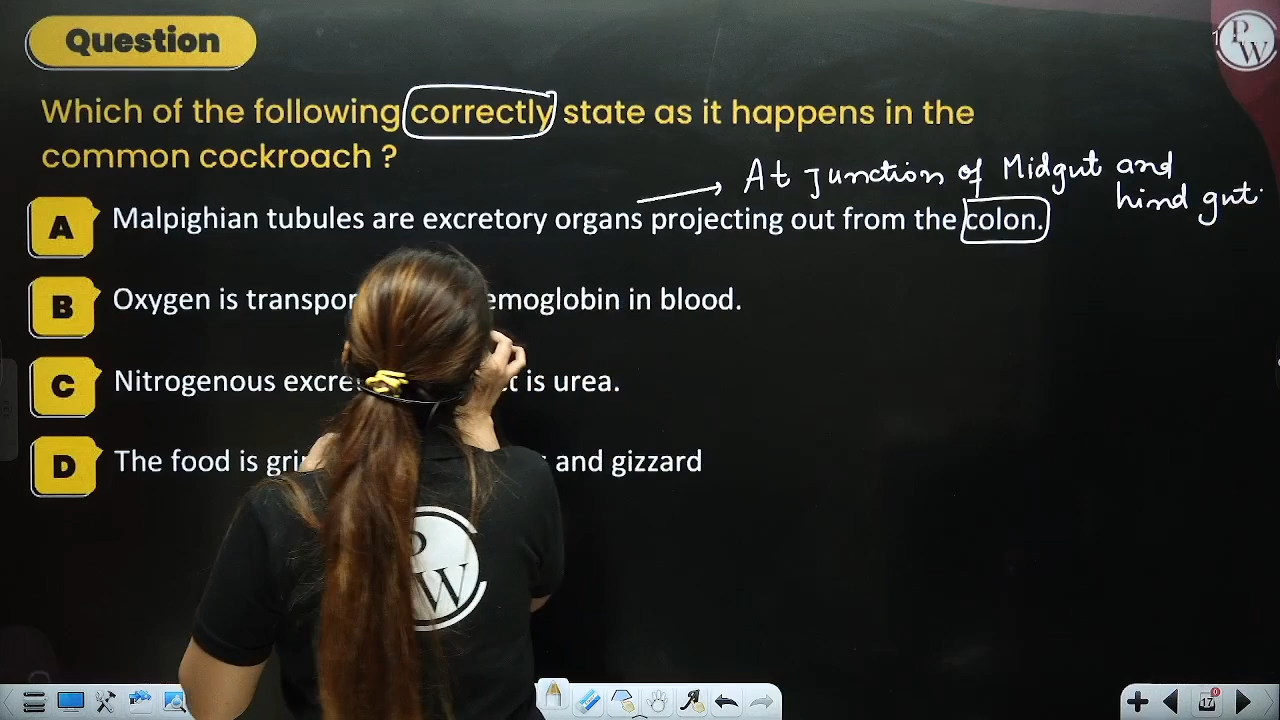 Question
Which of the following correctly state as it happens in the
common cockroach ?
At junction of Midgut and
hind gut
A Malpighian tubules are excretory organs projecting out from the colon.
B Oxygen is transpor emoglobin in blood.
C Nitrogenous excre t is urea.
D The food is gri and gizzard
PW
PW
17